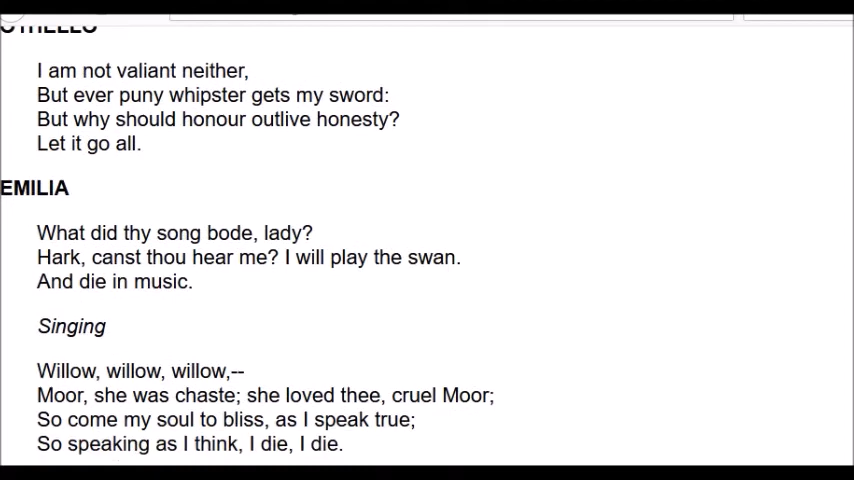 OTHELLO
I am not valiant neither,
But ever puny whipster gets my sword:
But why should honour outlive honesty?
Let it go all.
EMILIA
What did thy song bode, lady?
Hark, canst thou hear me? I will play the swan.
And die in music.
Singing
Willow, willow, willow,--
Moor, she was chaste; she loved thee, cruel Moor;
So come my soul to bliss, as I speak true;
So speaking as I think, I die, I die.